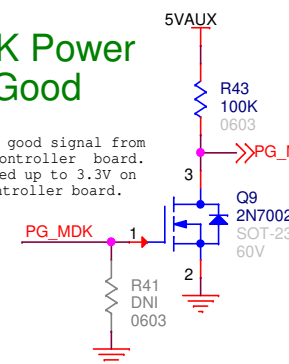 5VAUX
K Power
Good
R43
100K
0603
good signal from
ontroller board.
ed up to 3.3V on
ntroller board.
PG_M
3
Q9
2N7002
SOT-23
60V
PG_MDK
1
2
R41
DNI
0603